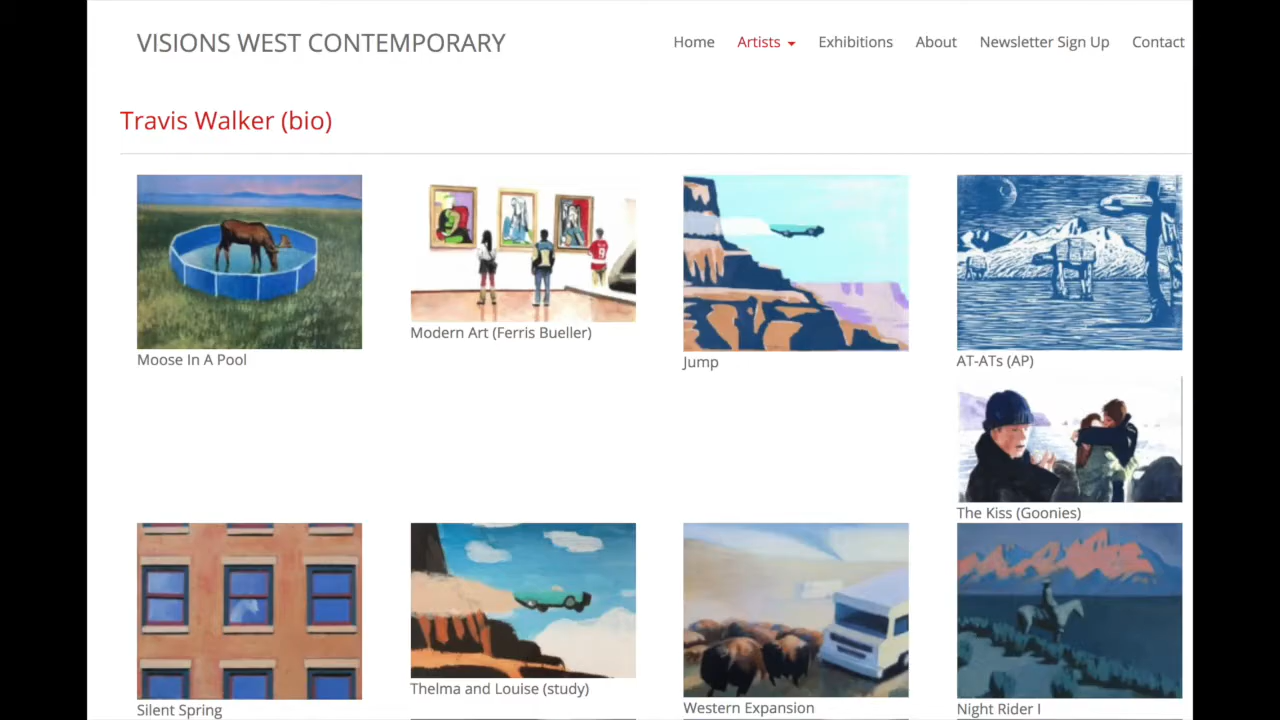 VISIONS WEST CONTEMPORARY
Home Artists Exhibitions About Newsletter Sign Up Contact
Travis Walker (bio)
Moose In A Pool
Modern Art (Ferris Bueller)
Jump
AT-ATs (AP)
The Kiss (Goonies)
Silent Spring
Thelma and Louise (study)
Western Expansion
Night Rider I